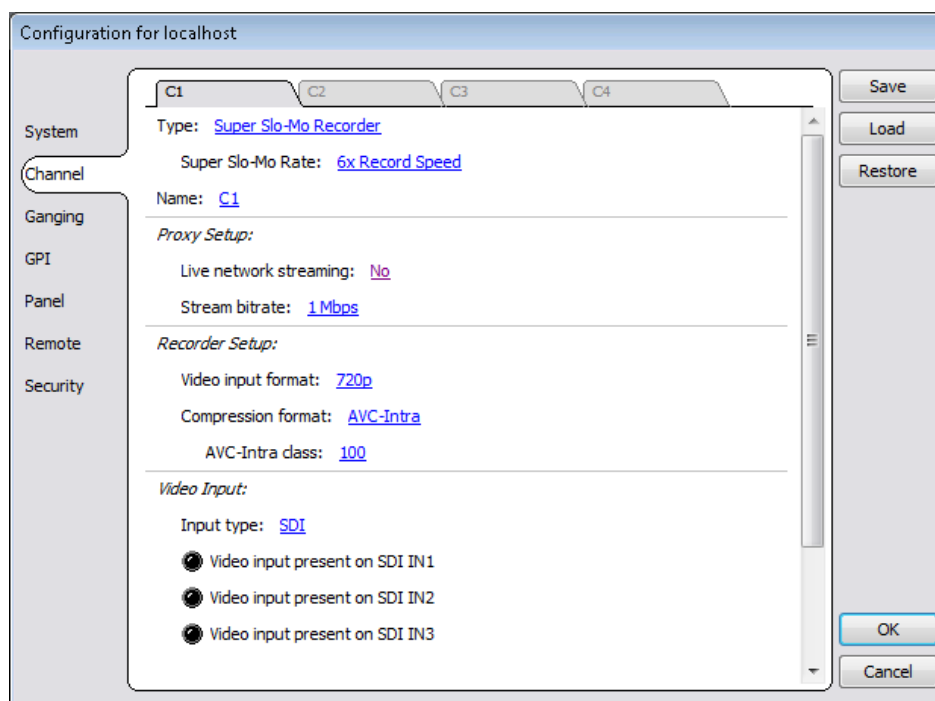 Configuration for localhost
C1
C2
C3
C4
Save
Load
Restore
System
Channel
Ganging
GPI
Panel
Remote
Security
Type: Super Slo-Mo Recorder
Super Slo-Mo Rate: 6x Record Speed
Name: C1
Proxy Setup:
Live network streaming: No
Stream bitrate: 1 Mbps
Recorder Setup:
Video input format: 720p
Compression format: AVC-Intra
AVC-Intra class: 100
Video Input:
Input type: SDI
Video input present on SDI IN1
Video input present on SDI IN2
Video input present on SDI IN3
OK
Cancel